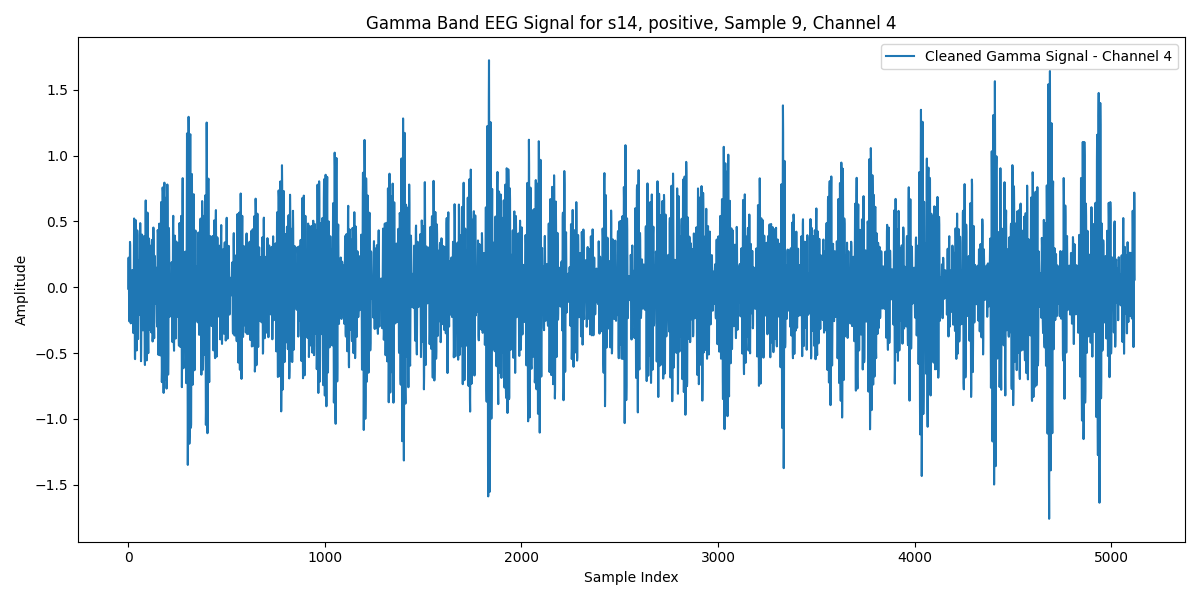 Gamma Band EEG Signal for s14, positive, Sample 9, Channel 4
Cleaned Gamma Signal - Channel 4
Amplitude
1.5
1.0
0.5
0.0
−0.5
−1.0
−1.5
0 1000 2000 3000 4000 5000
Sample Index